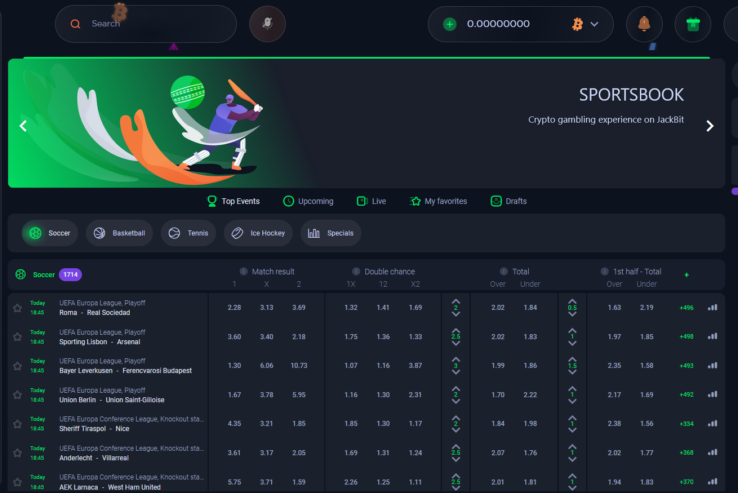 Search
0.00000000
SPORTSBOOK
Crypto gambling experience on JackBit
Top Events Upcoming Live My favorites Drafts
Soccer Basketball Tennis Ice Hockey Specials
Soccer 1714 Match result Double chance Total 1st half - Total +
1 X 2 1X 12 X2 Over Under Over Under
Today 18:45 UEFA Europa League, Playoff
Roma - Real Sociedad 2.28 3.13 3.69 1.32 1.41 1.69 2 2.02 1.84 0.5 1.63 2.19 +496
Today 18:45 UEFA Europa League, Playoff
Sporting Lisbon - Arsenal 3.60 3.40 2.18 1.75 1.36 1.33 2.5 2.02 1.83 1 1.97 1.85 +498
Today 18:45 UEFA Europa League, Playoff
Bayer Leverkusen - Ferencvarosi Budapest 1.30 6.06 10.73 1.07 1.16 3.87 3 1.99 1.86 1.5 2.35 1.58 +493
Today 18:45 UEFA Europa League, Playoff
Union Berlin - Union Saint-Gilloise 1.67 3.78 5.95 1.16 1.30 2.31 2 1.70 2.22 1 2.17 1.69 +492
Today 18:45 UEFA Europa Conference League, Knockout sta...
Sheriff Tiraspol - Nice 4.35 3.21 1.85 1.85 1.30 1.17 2 1.84 1.98 1 2.38 1.56 +334
Today 18:45 UEFA Europa Conference League, Knockout sta...
Anderlecht - Villarreal 3.61 3.17 2.05 1.69 1.31 1.24 2.5 2.07 1.76 1 2.02 1.77 +368
Today 18:45 UEFA Europa Conference League, Knockout sta...
AEK Larnaca - West Ham United 5.75 3.71 1.59 2.26 1.25 1.11 2.5 2.01 1.81 1 1.94 1.83 +370